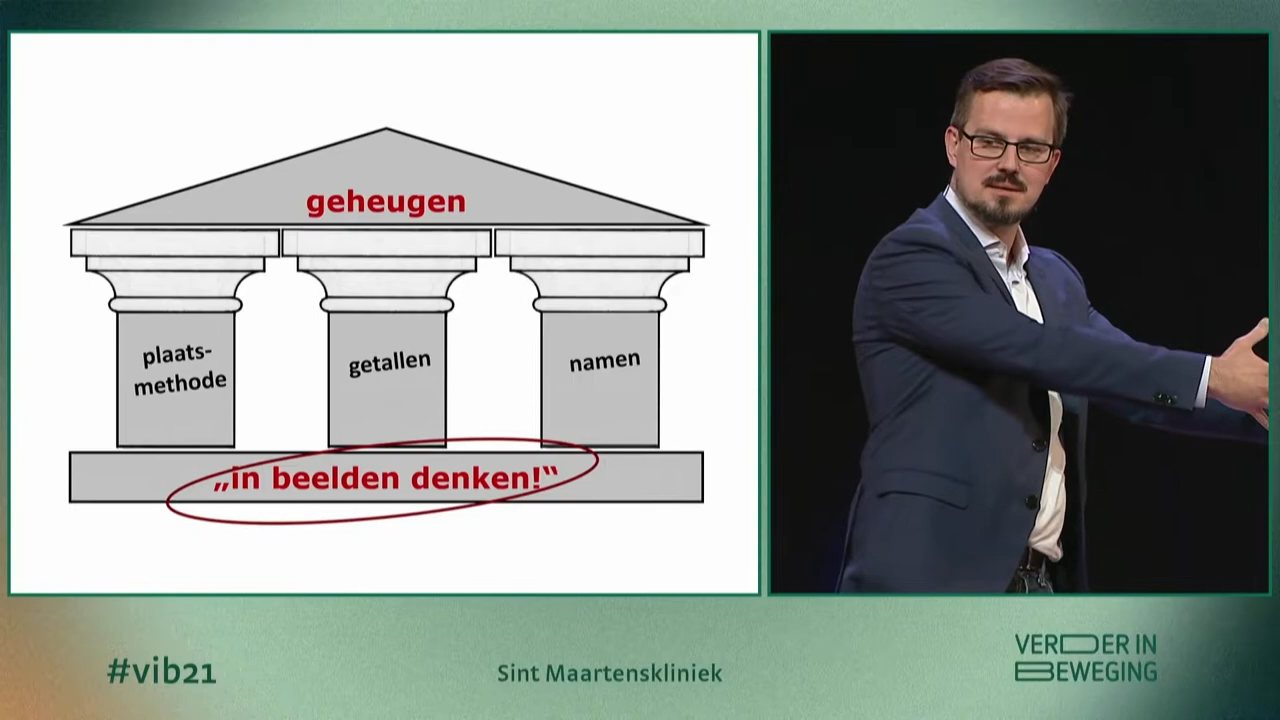 geheugen
plaats-
methode
getallen
namen
„in beelden denken!“
#vib21
Sint Maartenskliniek
VERDER IN
BEWEGING